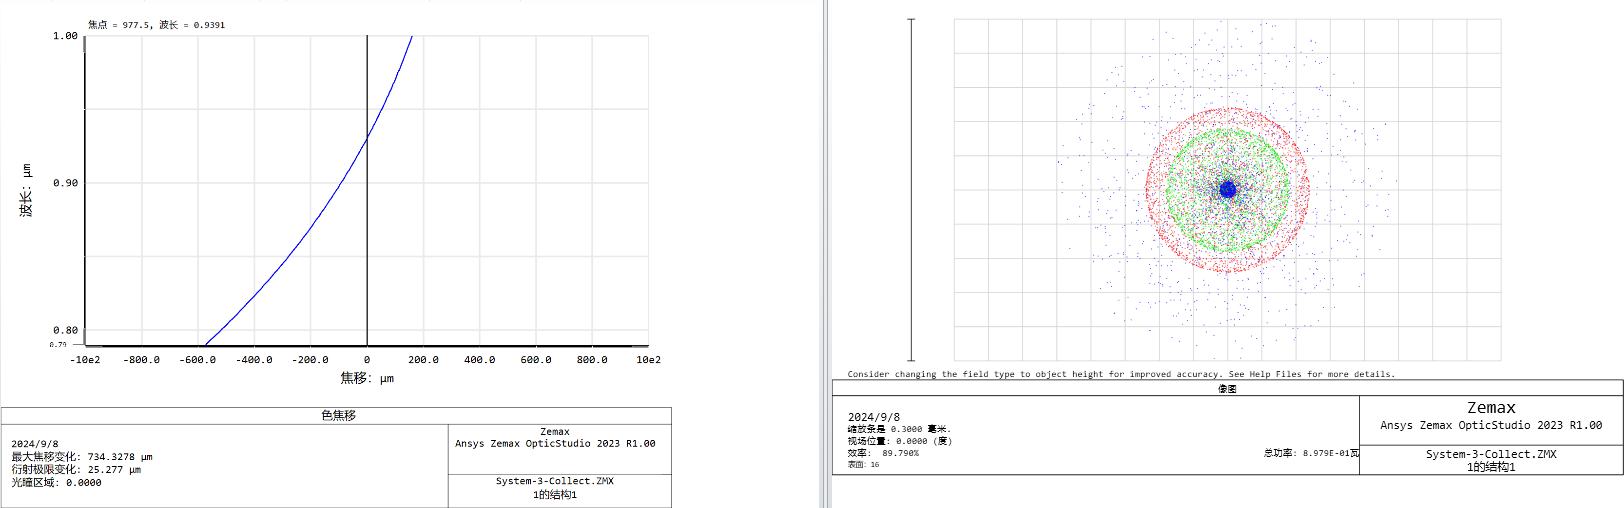 焦点 = 977.5, 波长 = 0.9391
1.00
0.90
0.80
0.79
波长: μm
-10e2
-800.0
-600.0
-400.0
-200.0
0
200.0
400.0
600.0
800.0
10e2
焦移: μm
色焦移
2024/9/8
最大焦移变化: 734.3278 μm
衍射极限变化: 25.277 μm
光瞳区域: 0.0000
Zemax
Ansys Zemax OpticStudio 2023 R1.00
System-3-Collect.ZMX
1的结构1
Consider changing the field type to object height for improved accuracy. See Help Files for more details.
像图
2024/9/8
缩放条是 0.3000 毫米.
视场位置: 0.0000 (度)
效率: 89.790%
总功率: 8.979E-01瓦
表面: 16
Zemax
Ansys Zemax OpticStudio 2023 R1.00
System-3-Collect.ZMX
1的结构1